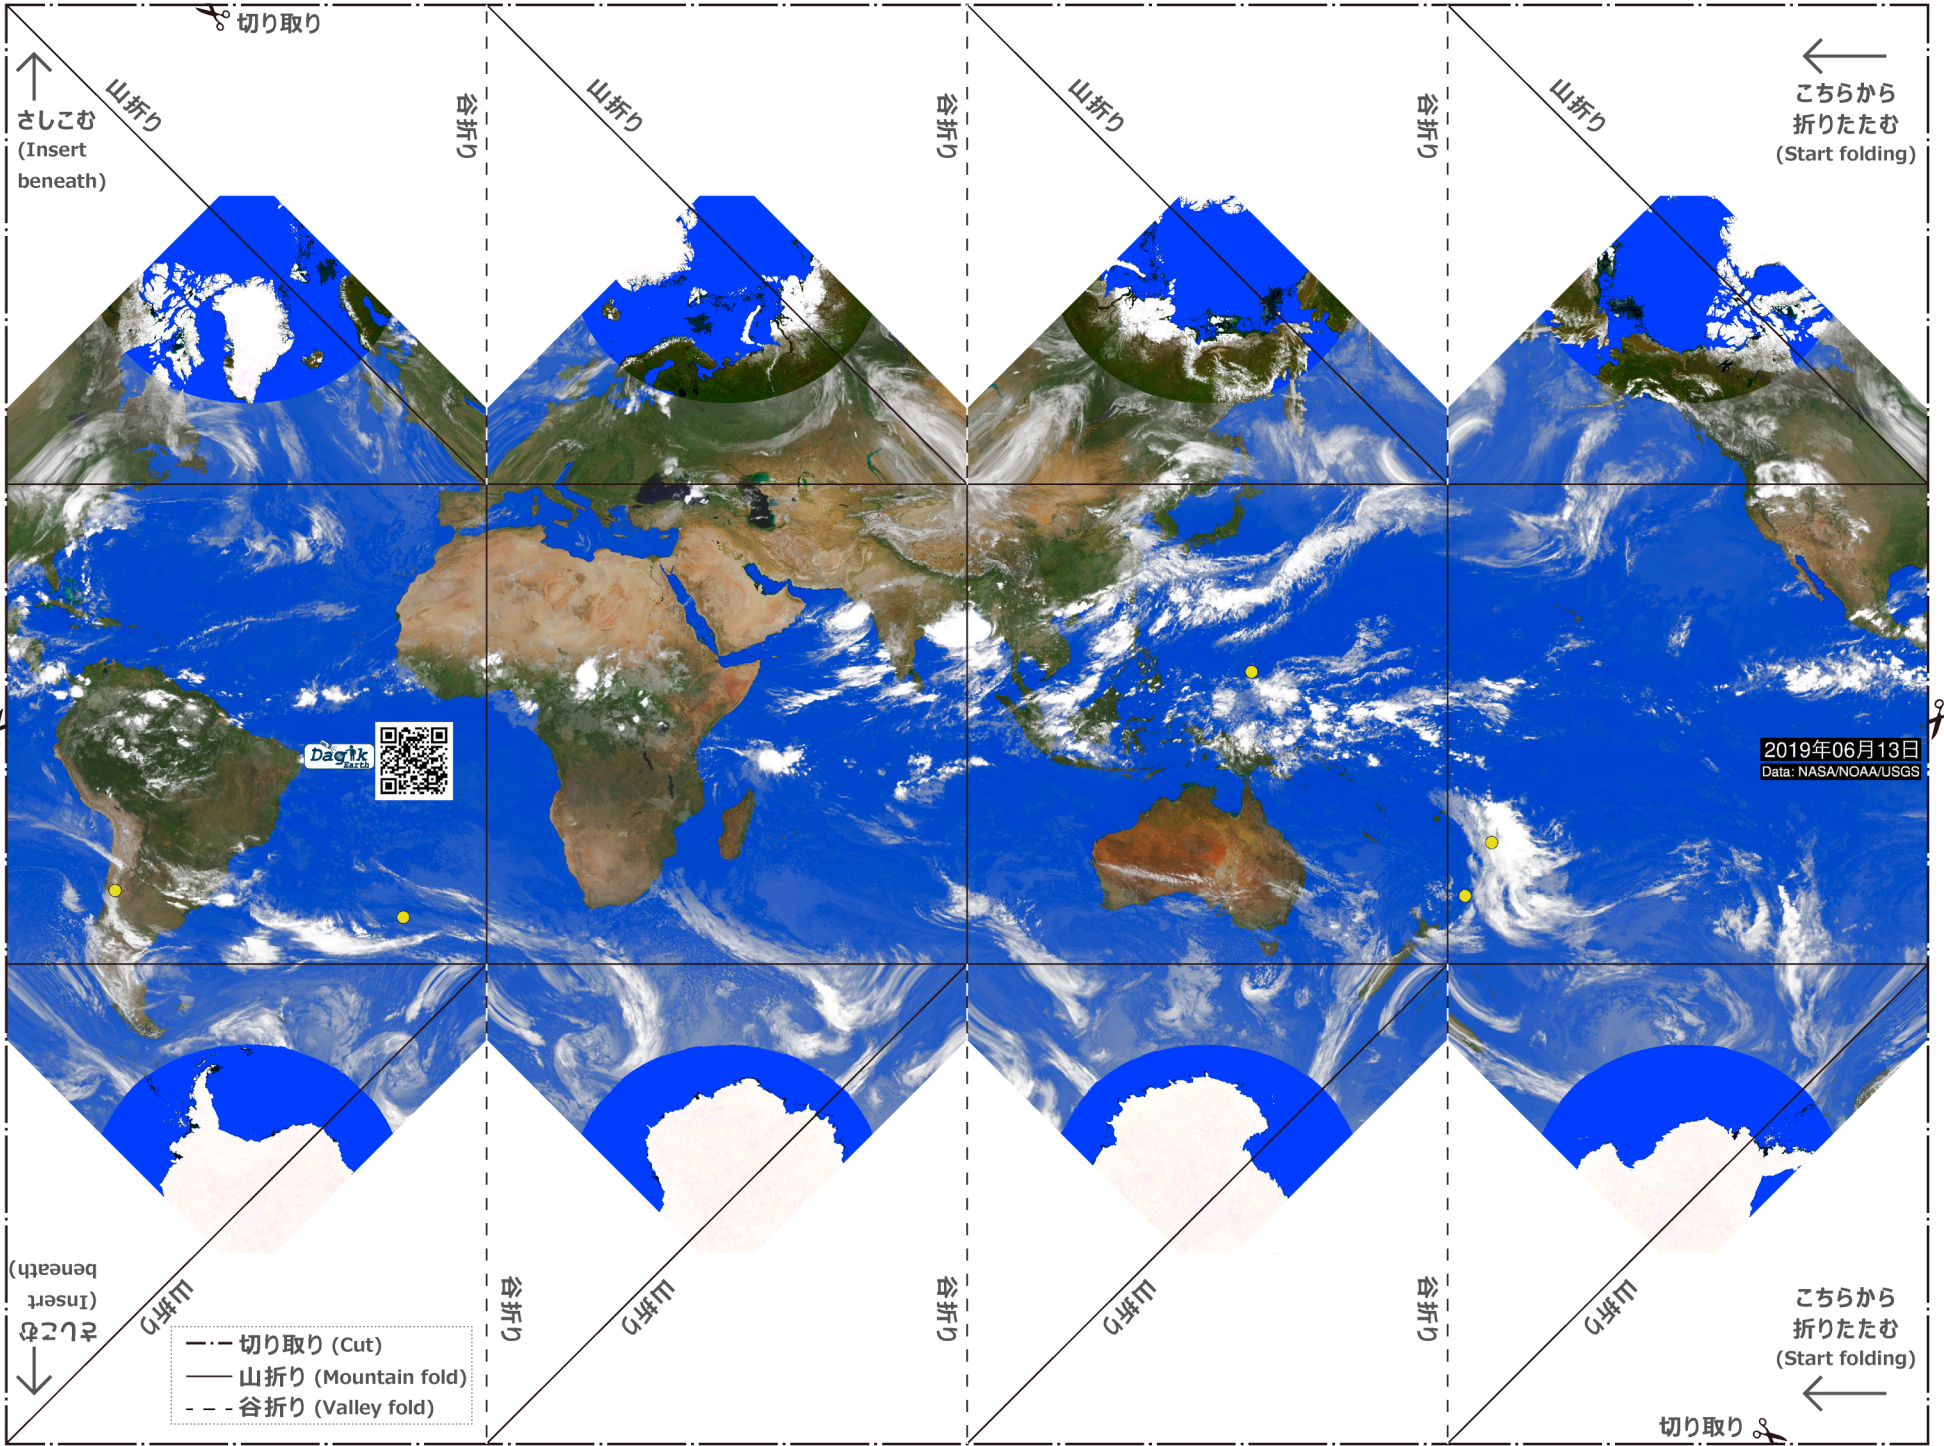 切り取り
山折り
谷折り
山折り
谷折り
山折り
谷折り
山折り
さしこむ
(Insert
beneath)
こちらから
折りたたむ
(Start folding)
Dagik
Earth
2019年06月13日
Data: NASA/NOAA/USGS
さしこむ
(Insert
beneath)
山折り
谷折り
山折り
谷折り
山折り
谷折り
山折り
切り取り (Cut)
山折り (Mountain fold)
谷折り (Valley fold)
こちらから
折りたたむ
(Start folding)
切り取り